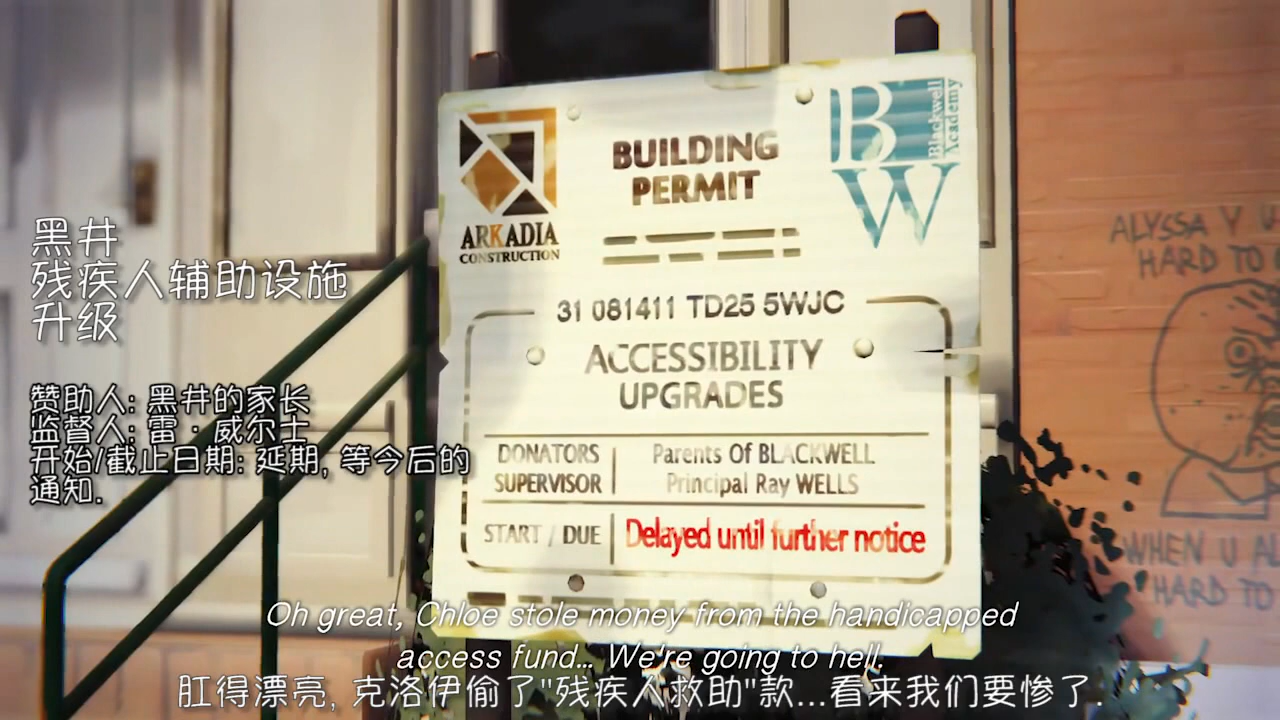 BUILDING
PERMIT
ARKADIA
CONSTRUCTION
BW
Blackwell
Academy
31 081411 TD25 5WJC
ACCESSIBILITY
UPGRADES
DONATORS Parents Of BLACKWELL
SUPERVISOR Principal Ray WELLS
START / DUE Delayed until further notice
黑井
残疾人辅助设施
升级
赞助人: 黑井的家长
监督人: 雷·威尔士
开始/截止日期: 延期, 等今后的
通知.
ALYSSA Y U
HARD TO
WHEN U
HARD TO
Oh great, Chloe stole money from the handicapped
access fund... We're going to hell.
肛得漂亮, 克洛伊偷了"残疾人救助"款...看来我们要惨了.